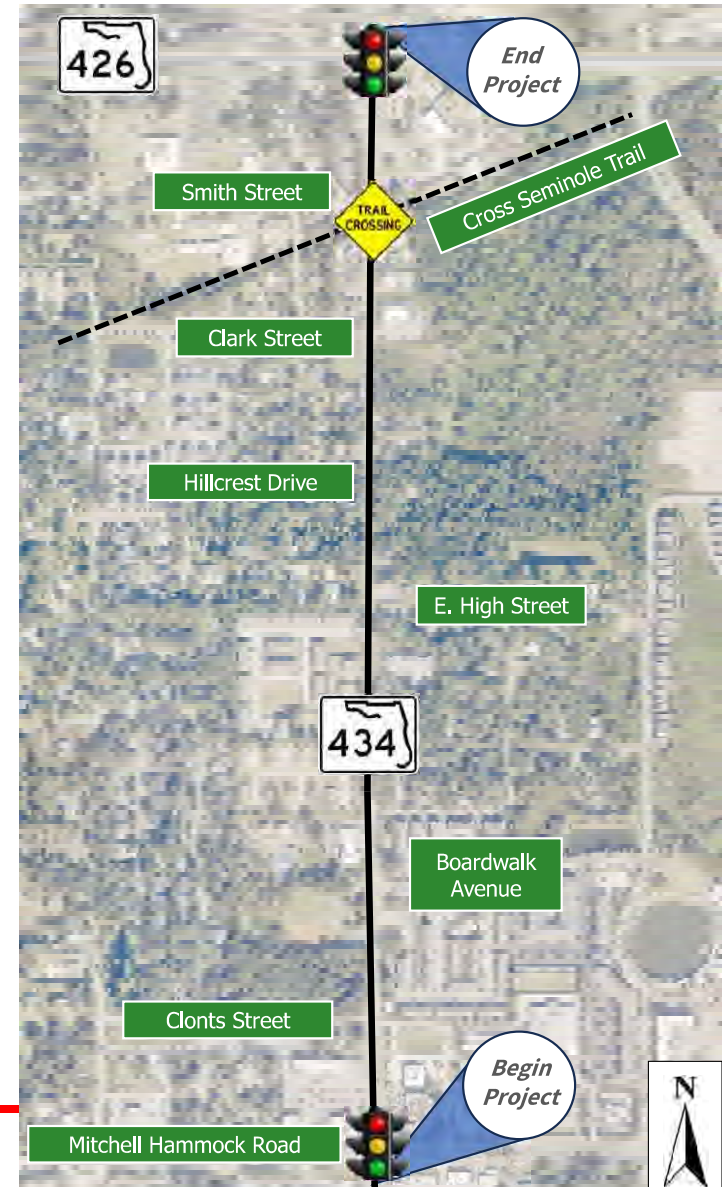 426
End
Project
Smith Street
TRAIL
CROSSING
Cross Seminole Trail
Clark Street
Hillcrest Drive
E. High Street
434
Boardwalk
Avenue
Clonts Street
Begin
Project
N
Mitchell Hammock Road